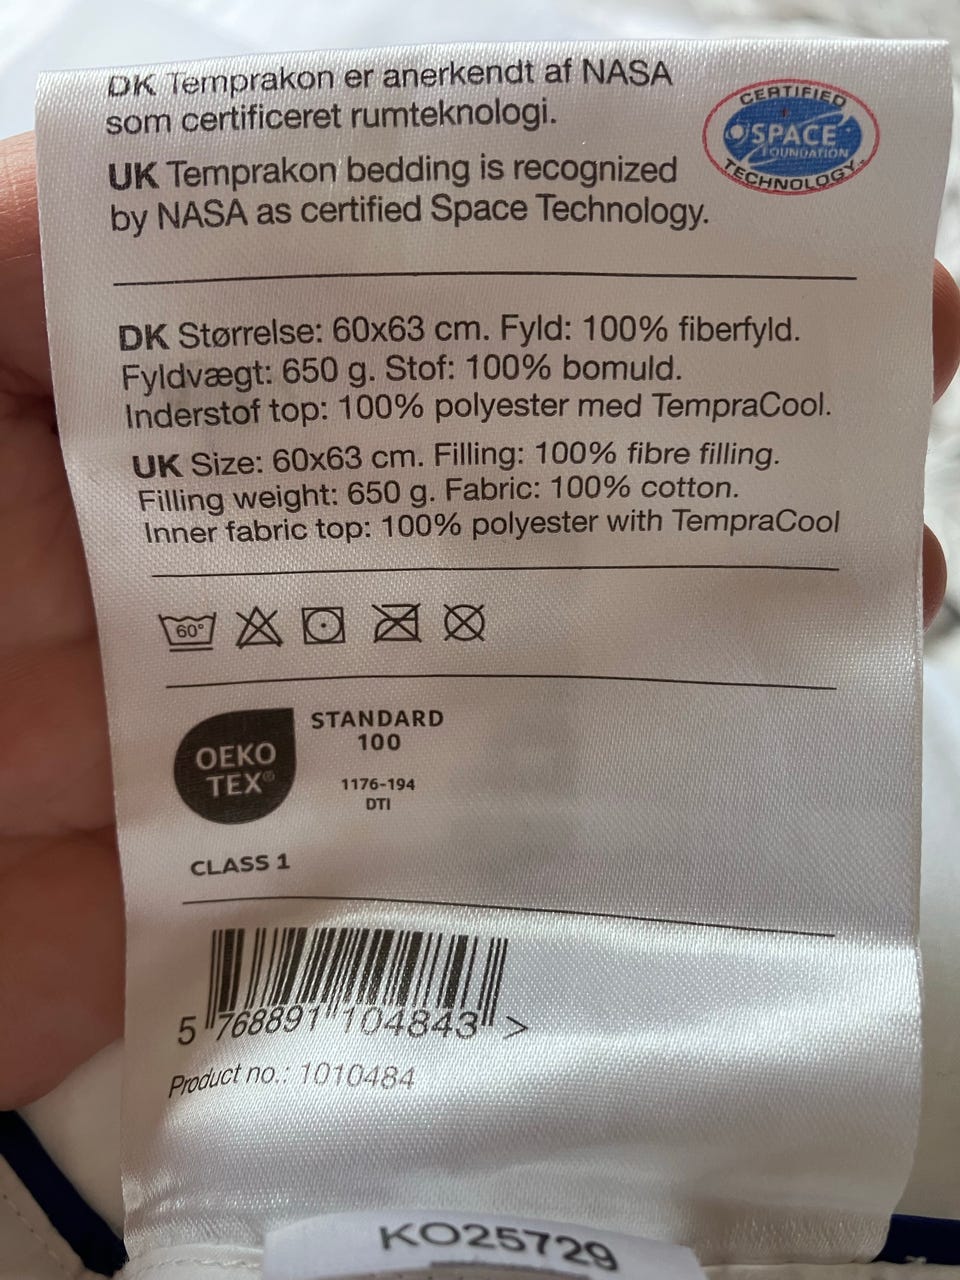 DK Temprakon er anerkendt af NASA
som certificeret rumteknologi.
UK Temprakon bedding is recognized
by NASA as certified Space Technology.
CERTIFIED
SPACE
FOUNDATION
TECHNOLOGY
DK Størrelse: 60x63 cm. Fyld: 100% fiberfyld.
Fyldvægt: 650 g. Stof: 100% bomuld.
Inderstof top: 100% polyester med TempraCool.
UK Size: 60x63 cm. Filling: 100% fibre filling.
Filling weight: 650 g. Fabric: 100% cotton.
Inner fabric top: 100% polyester with TempraCool
60°
OEKO
TEX®
STANDARD
100
1176-194
DTI
CLASS 1
5 768891 104843 >
Product no.: 1010484
KO25729